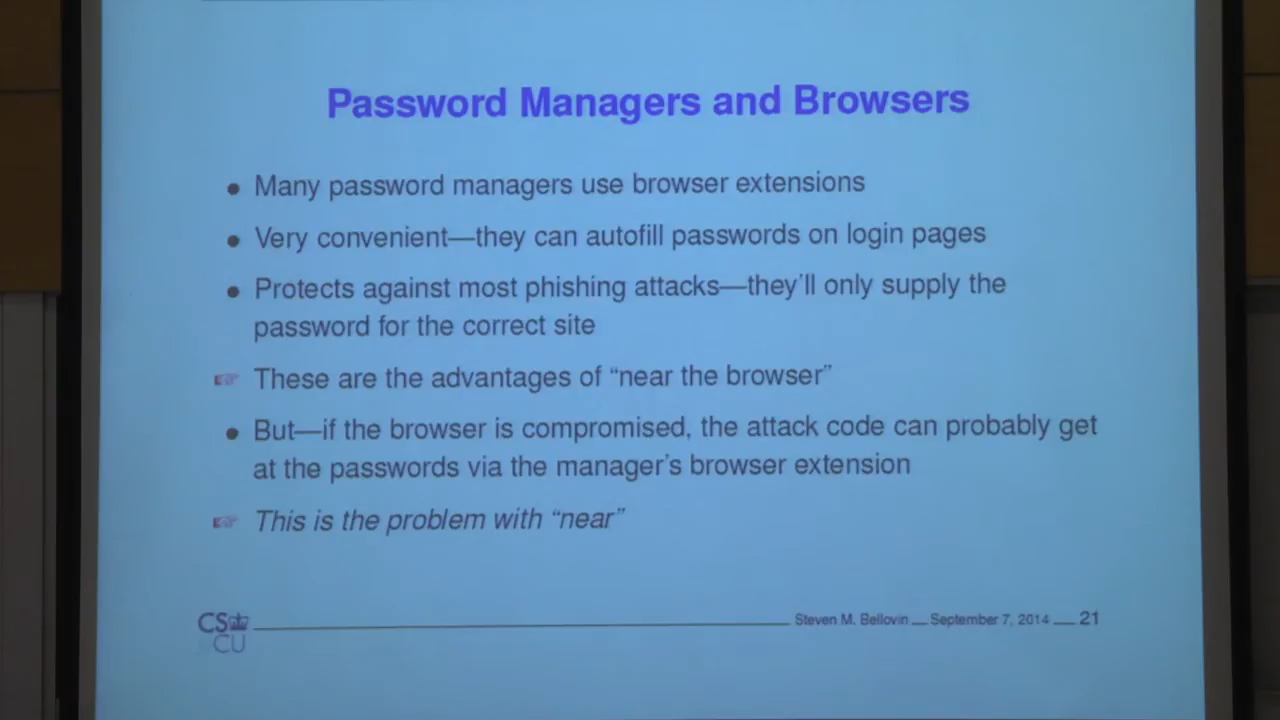 Password Managers and Browsers
● Many password managers use browser extensions
● Very convenient—they can autofill passwords on login pages
● Protects against most phishing attacks—they'll only supply the
password for the correct site
☞ These are the advantages of “near the browser”
● But—if the browser is compromised, the attack code can probably get
at the passwords via the manager's browser extension
☞ This is the problem with “near”
CS
CU
Steven M. Bellovin __ September 7, 2014 __ 21